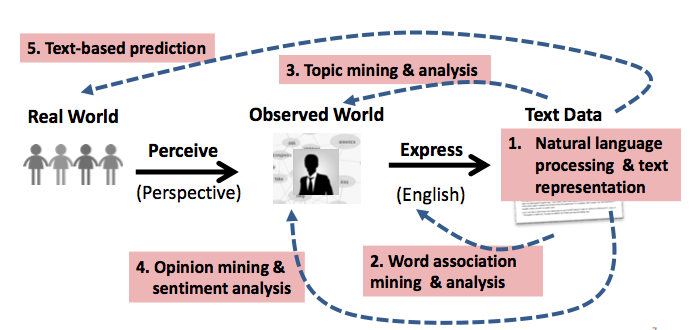 5. Text-based prediction
3. Topic mining & analysis
Real World
Observed World
Text Data
Perceive
(Perspective)
Express
(English)
1. Natural language
processing & text
representation
4. Opinion mining &
sentiment analysis
2. Word association
mining & analysis